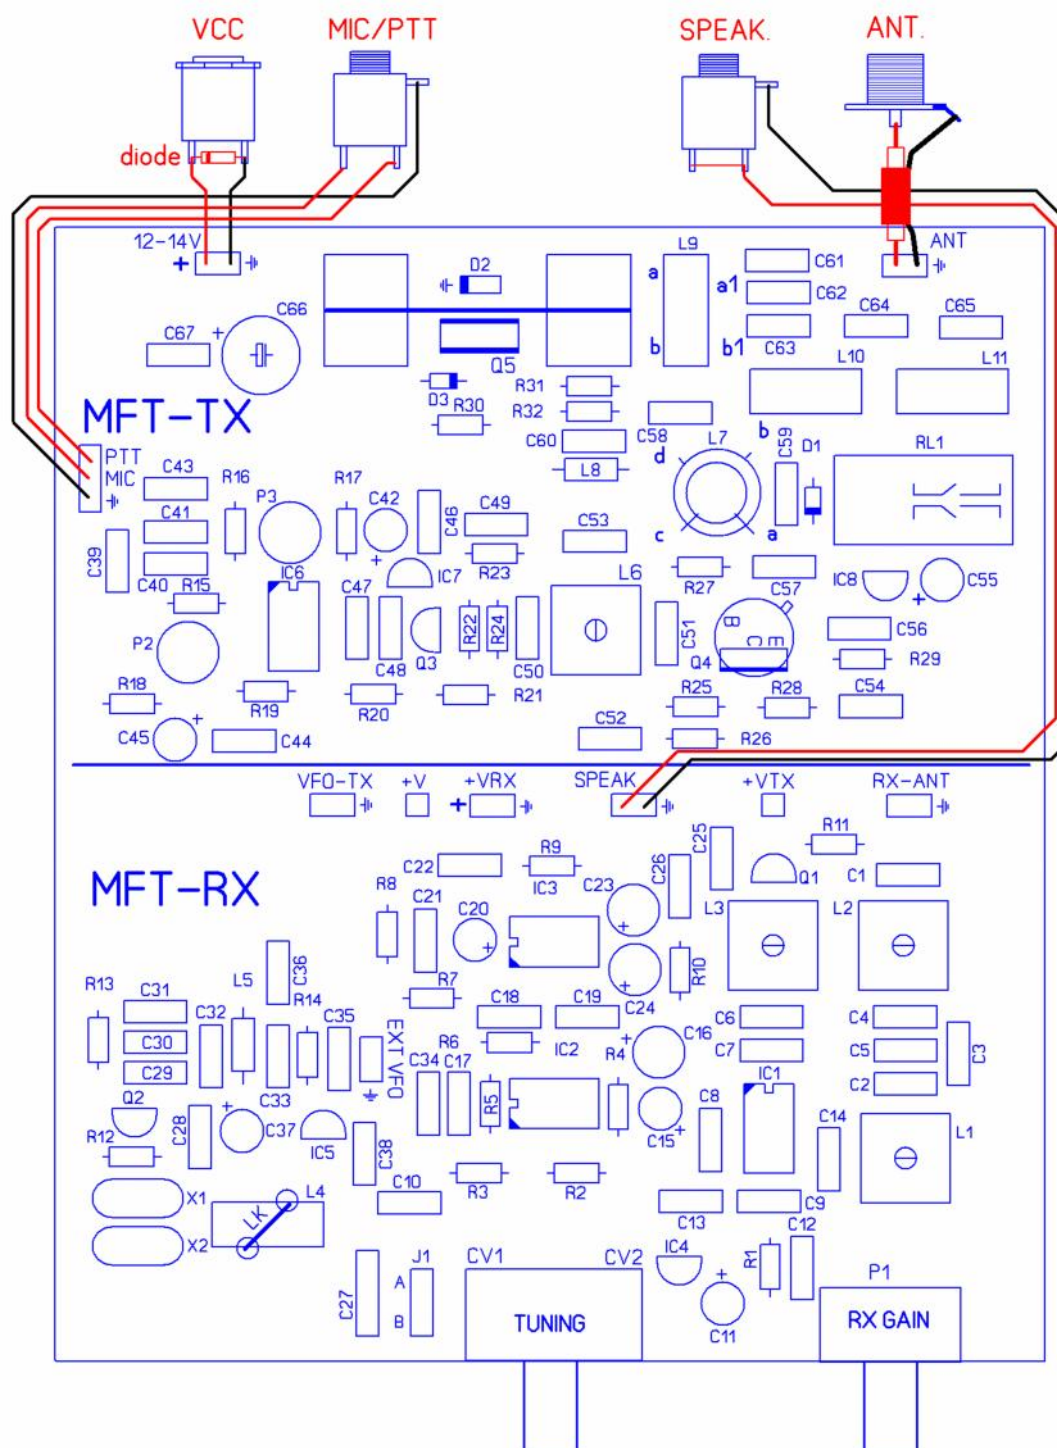 VCC MIC/PTT SPEAK. ANT.
diode
12-14V ANT
+
D2 L9 C61
a a1 C62
C66 C67 C63 C64 C65
+
b b1
Q5 L10 L11
D3 R31
R30 R32
MFT-TX
C60 C58 L7 b C59 D1 RL1
PTT
MIC
C43 R16 P3 R17 C42 C46 C49 L8 d
C41 + C53 c a
C39 C40 R15 IC6 IC7 R23 L6 R27 C57 IC8 C55
+
C47 R22 R24 C51 B C E C56
P2 C48 Q3 C50 Q4 R29
R18 R19 R20 R21 R25 R28 C54
C45 + C44 C52 R26
VFO-TX +V +VRX SPEAK +VTX RX-ANT
+
MFT-RX
C22 R9 C26 C25 R11
R8 C21 C20 IC3 C23 Q1 C1
+ + L3 L2
C36 R7 + C24 R10
R13 C31 C32 L5 R14 C35 C18 C19 C6 C4
C30 EXT VFO R6 IC2 R4 + C16 C7 C5 C3
C29 C34 C17 IC1 C2
Q2 C28 + C33 R5 C8 C14
R12 C37 IC5 C38 C15 + L1
X1 L4 C10 R3 R2 C13 C9
X2 LK C12
C27 J1 CV1 CV2 IC4 R1 P1
A +
B TUNING C11 RX GAIN